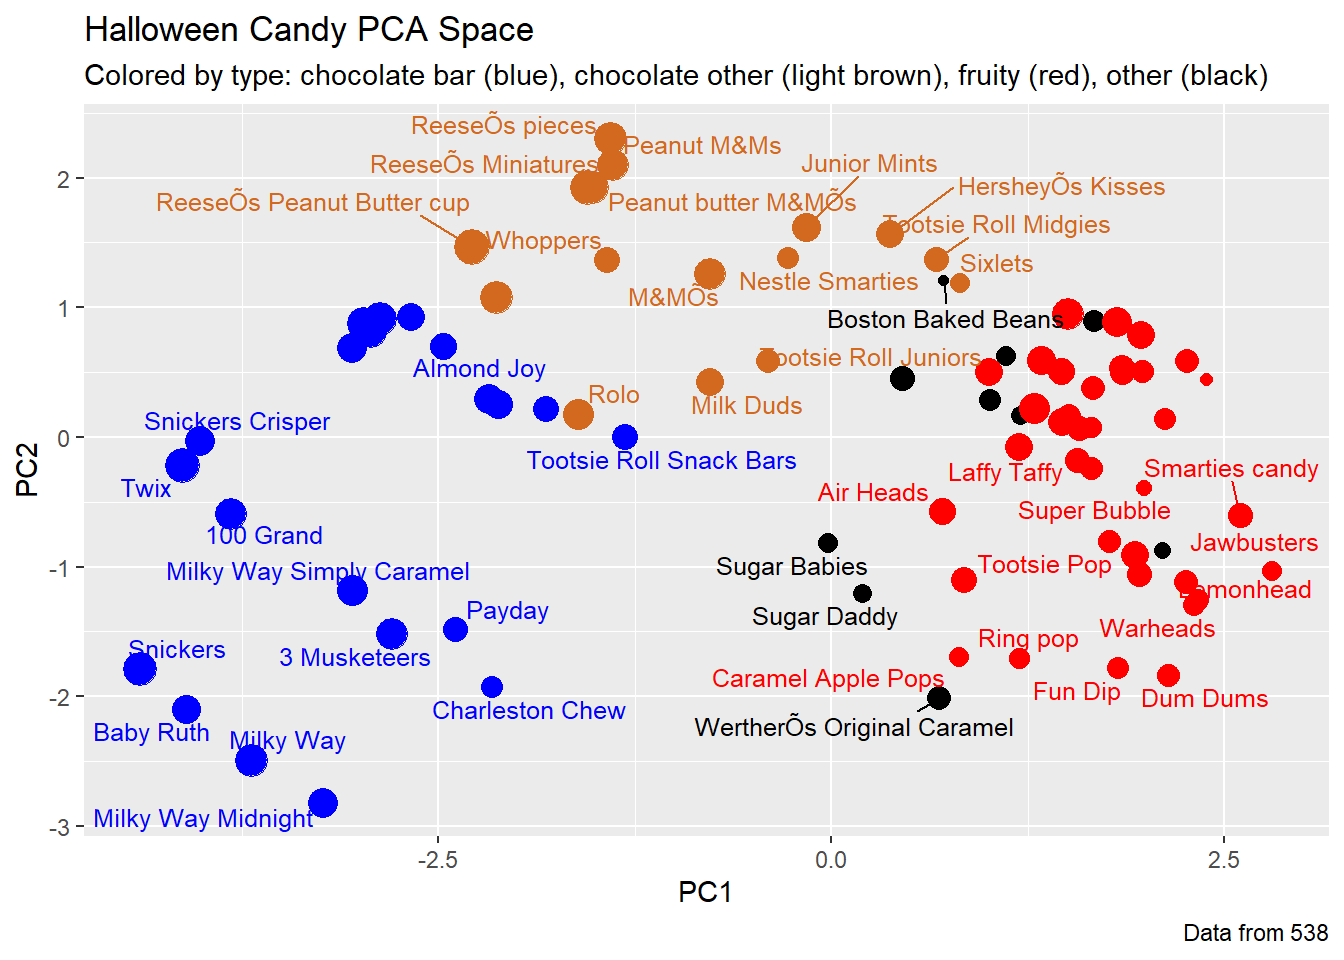 Halloween Candy PCA Space
Colored by type: chocolate bar (blue), chocolate other (light brown), fruity (red), other (black)
ReeseÕs pieces
Peanut M&Ms
ReeseÕs Miniatures
Junior Mints
HersheyÕs Kisses
ReeseÕs Peanut Butter cup
Peanut butter M&MÕs
Tootsie Roll Midgies
Whoppers
Sixlets
Nestle Smarties
M&MÕs
Boston Baked Beans
Tootsie Roll Juniors
Almond Joy
Rolo
Milk Duds
Snickers Crisper
Tootsie Roll Snack Bars
Laffy Taffy
Smarties candy
Twix
Air Heads
Super Bubble
100 Grand
Jawbusters
Milky Way Simply Caramel
Sugar Babies
Tootsie Pop
Lemonhead
Payday
Sugar Daddy
Warheads
Snickers
3 Musketeers
Ring pop
Caramel Apple Pops
Fun Dip
Dum Dums
Charleston Chew
Baby Ruth
WertherÕs Original Caramel
Milky Way
Milky Way Midnight
2
1
0
-1
-2
-3
PC2
-2.5
0.0
2.5
PC1
Data from 538